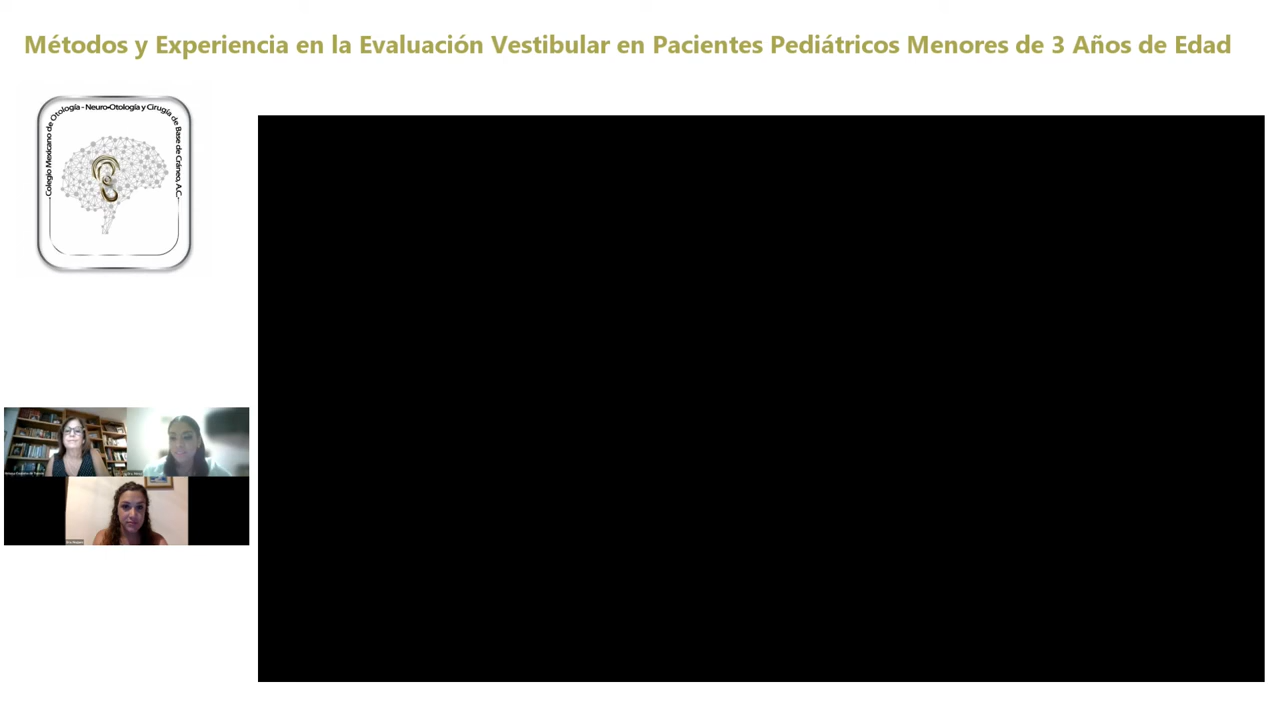 Métodos y Experiencia en la Evaluación Vestibular en Pacientes Pediátricos Menores de 3 Años de Edad
Colegio Mexicano de Otología - Neuro-Otología y Cirugía de Base de Cráneo, A.C.